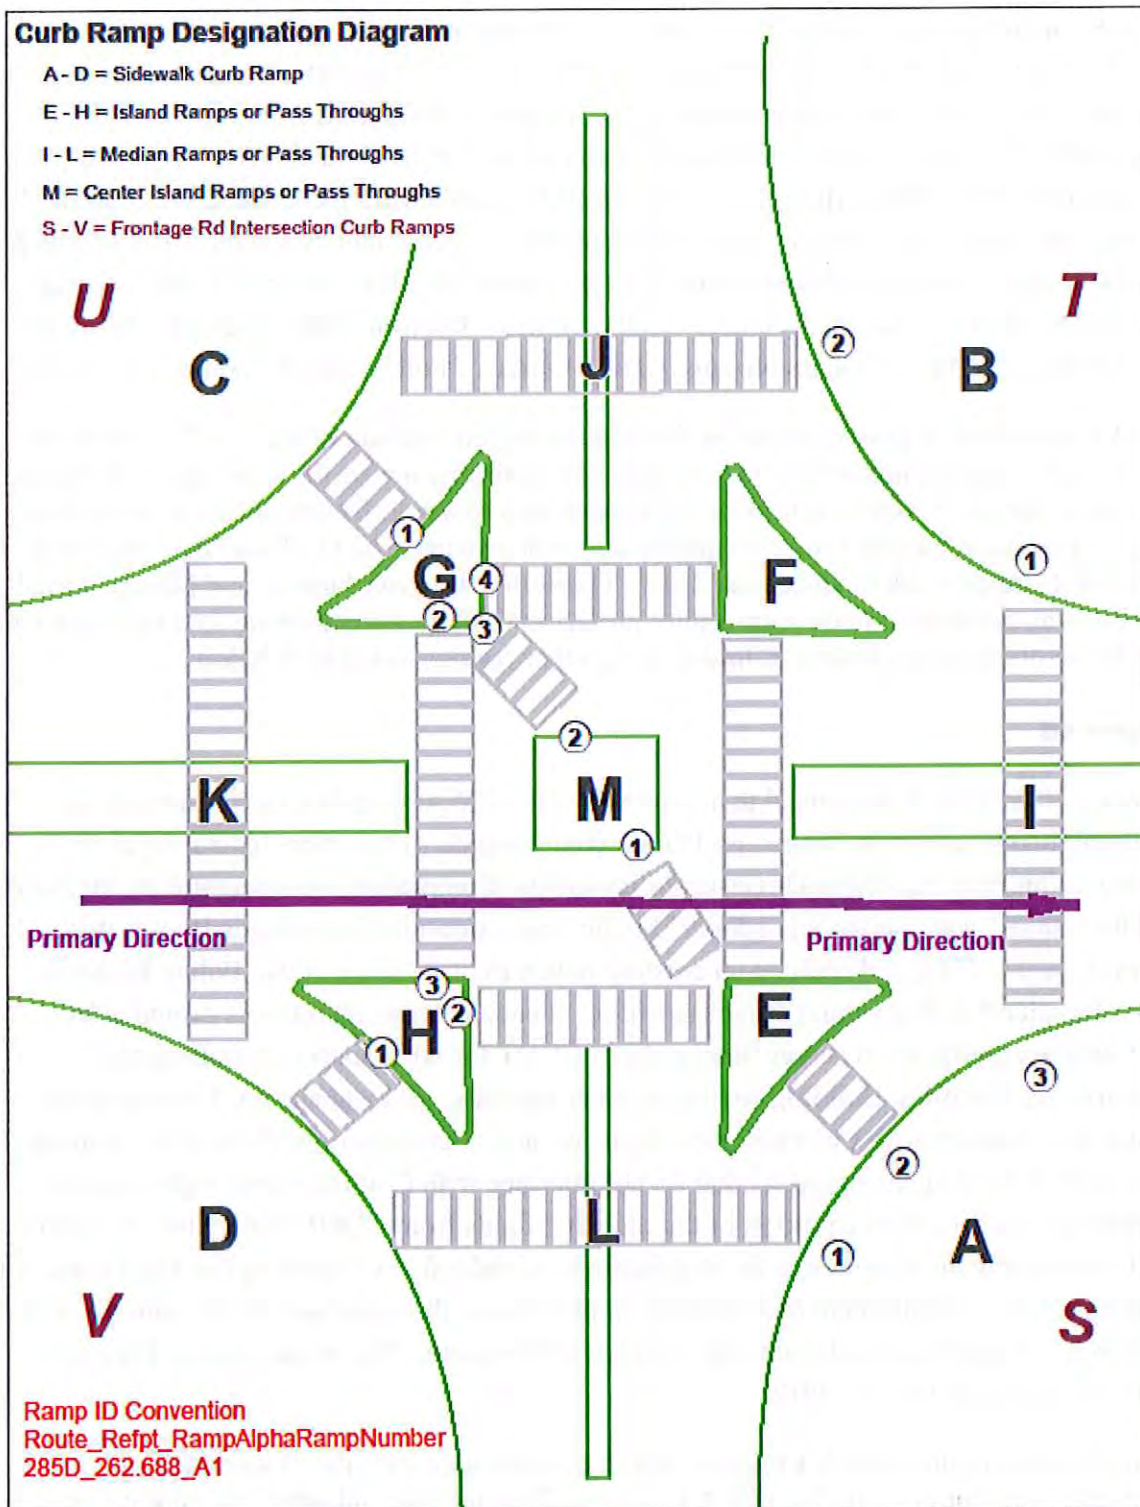 Curb Ramp Designation Diagram
A - D = Sidewalk Curb Ramp
E - H = Island Ramps or Pass Throughs
I - L = Median Ramps or Pass Throughs
M = Center Island Ramps or Pass Throughs
S - V = Frontage Rd Intersection Curb Ramps
U
T
C
J
2
B
1
G
4
F
1
2
3
2
K
M
I
1
Primary Direction
Primary Direction
3
H
2
E
1
3
2
D
L
1
A
V
S
Ramp ID Convention
Route_Refpt_RampAlphaRampNumber
285D_262.688_A1